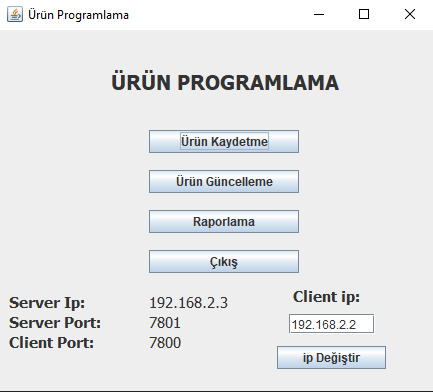 Ürün Programlama
ÜRÜN PROGRAMLAMA
Ürün Kaydetme
Ürün Güncelleme
Raporlama
Çıkış
Server Ip: 192.168.2.3
Server Port: 7801
Client Port: 7800
Client ip:
192.168.2.2
ip Değiştir